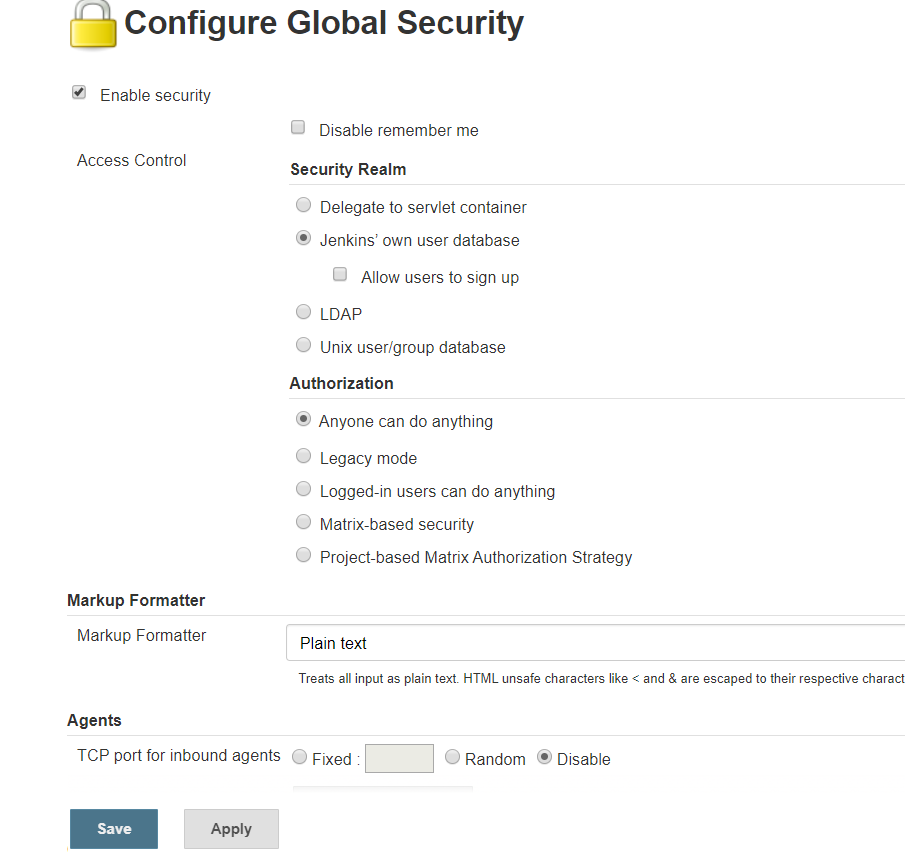 Configure Global Security
Enable security
Disable remember me
Access Control
Security Realm
Delegate to servlet container
Jenkins’ own user database
Allow users to sign up
LDAP
Unix user/group database
Authorization
Anyone can do anything
Legacy mode
Logged-in users can do anything
Matrix-based security
Project-based Matrix Authorization Strategy
Markup Formatter
Markup Formatter
Plain text
Treats all input as plain text. HTML unsafe characters like < and & are escaped to their respective charact
Agents
TCP port for inbound agents Fixed : Random Disable
Save Apply